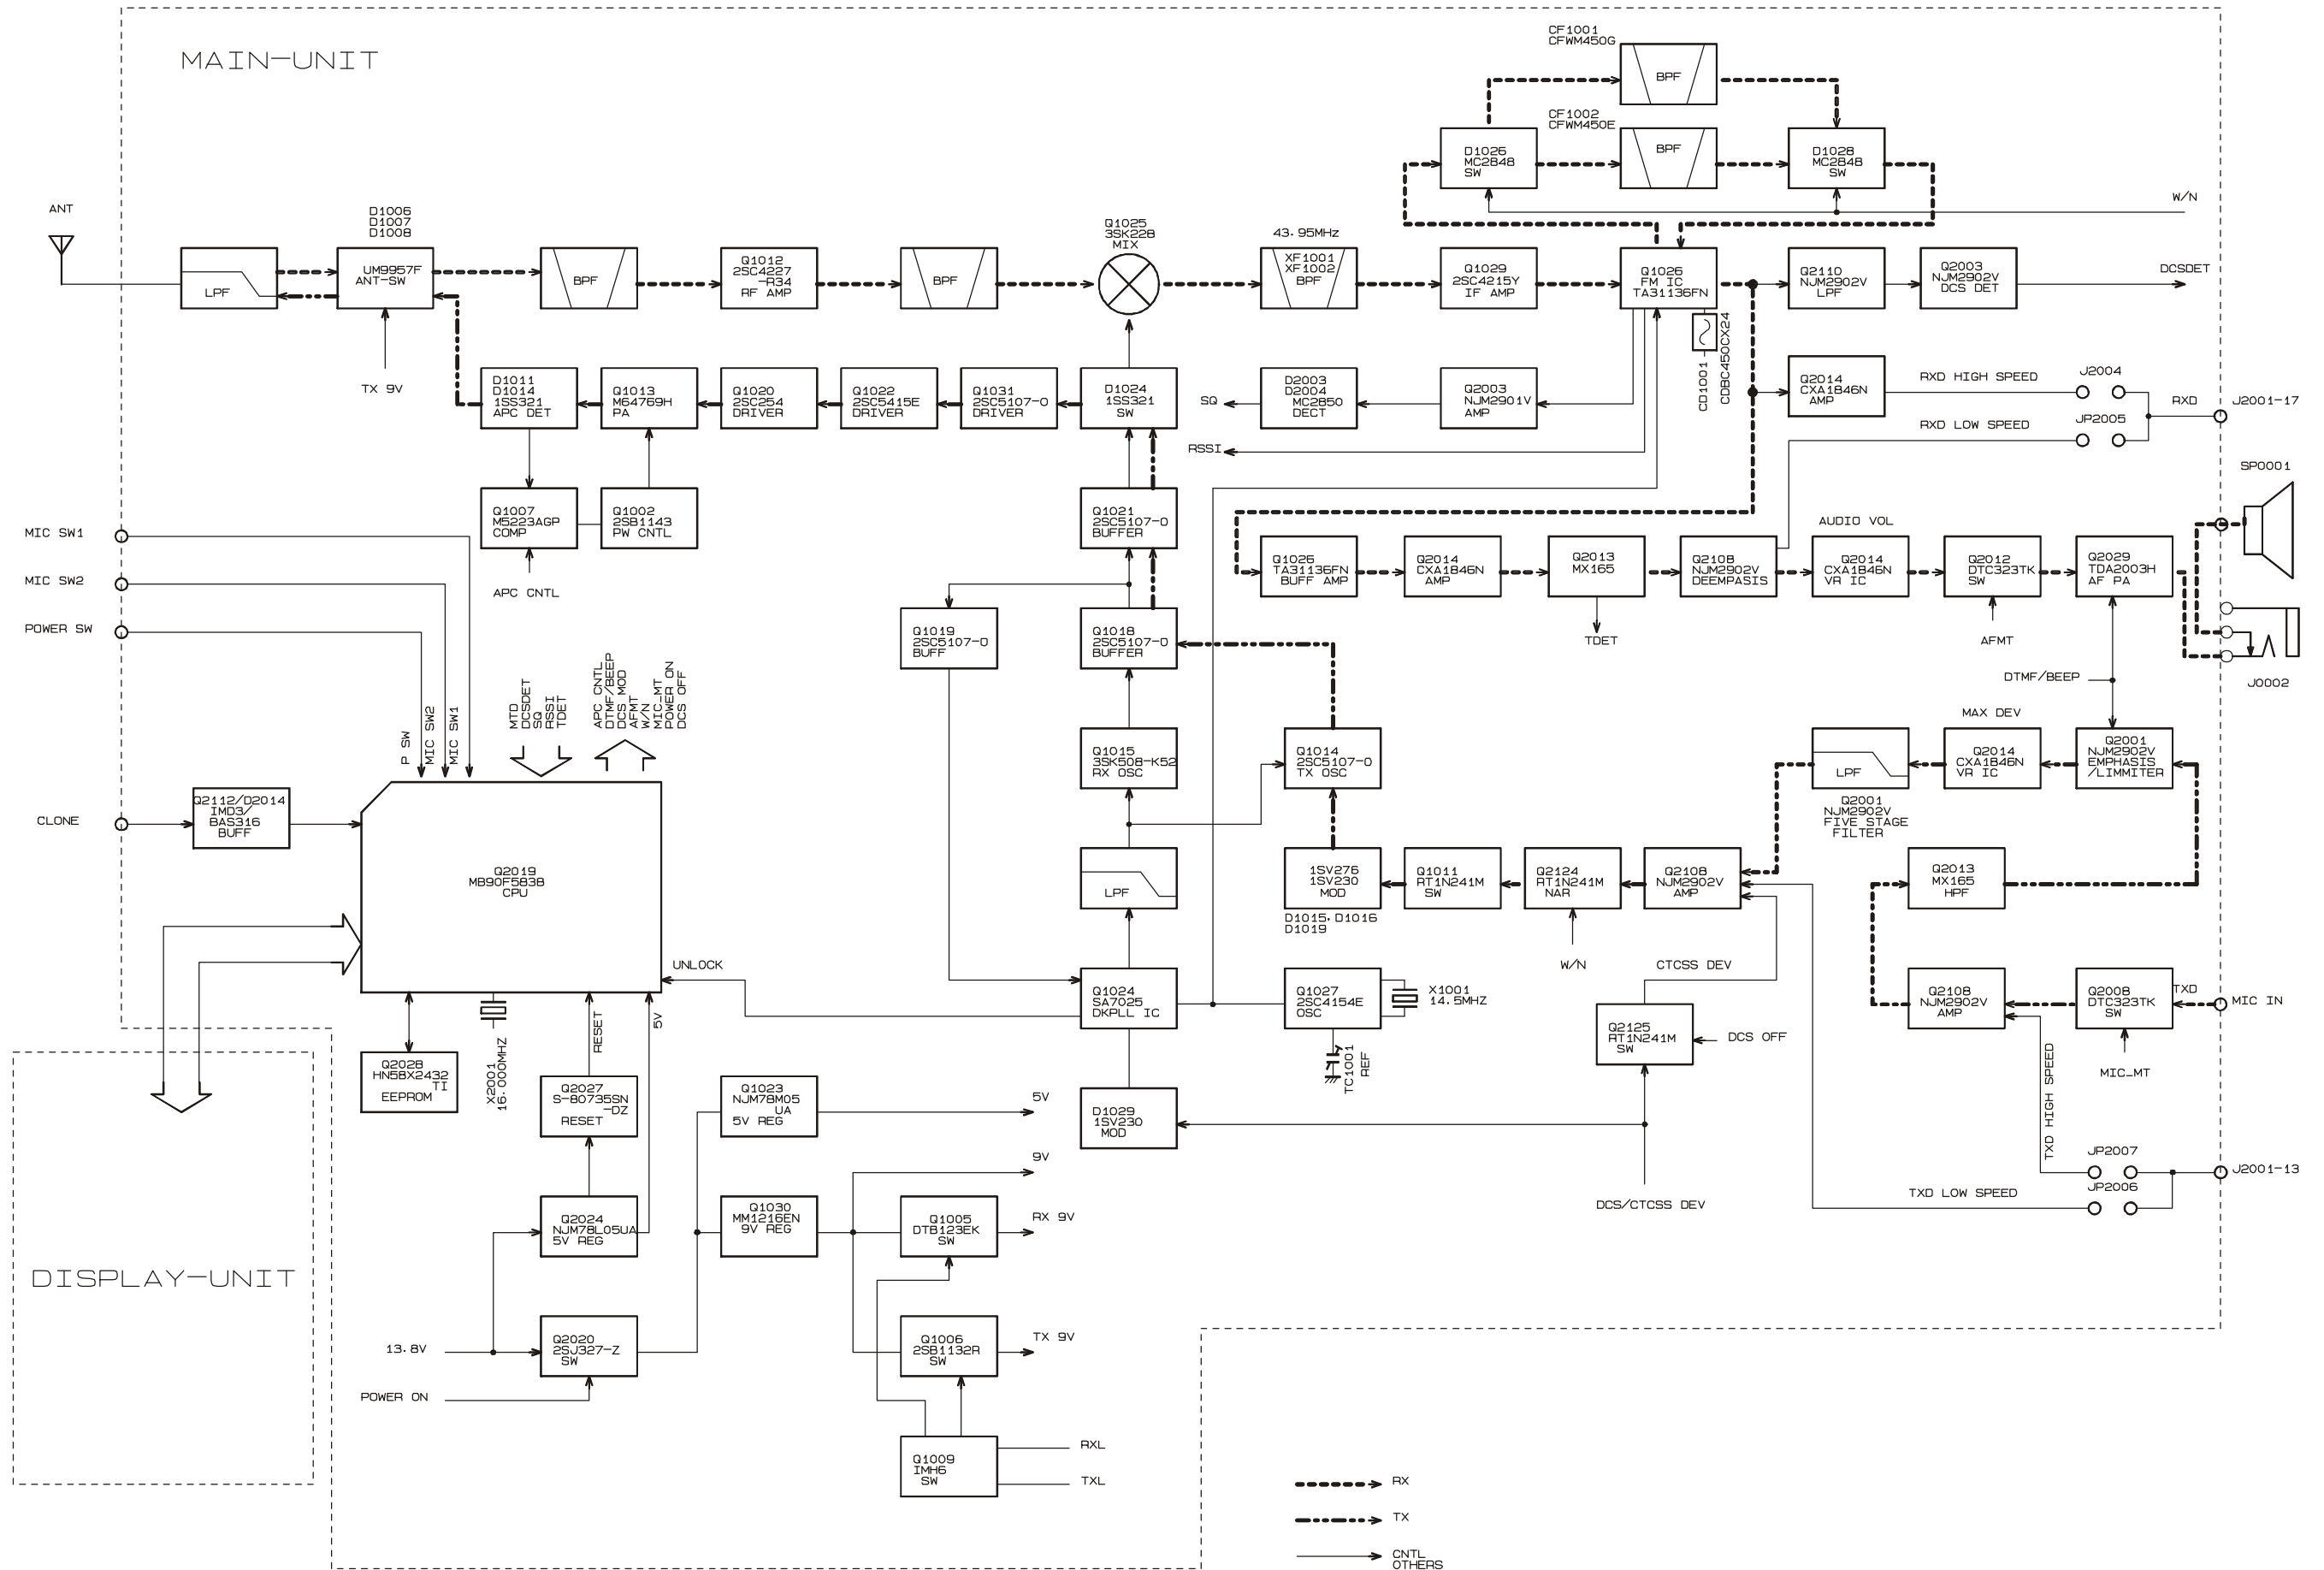 MAIN-UNIT
CF1001
CFWM450G
BPF
CF1002
CFWM450E
BPF
D1026
MC2848
SW
D1028
MC2848
SW
W/N
ANT
D1006
D1007
D1008
LPF
UM9957F
ANT-SW
TX 9V
BPF
Q1012
2SC4227
-R34
RF AMP
BPF
Q1025
3SK228
MIX
43.95MHz
XF1001
XF1002
BPF
Q1029
2SC4215Y
IF AMP
Q1026
FM IC
TA31136FN
Q2110
NJM2902V
LPF
Q2003
NJM2902V
DCS DET
DCSDET
CD1001
CDBC450CX24
D1011
D1014
1SS321
APC DET
Q1013
M64769H
PA
Q1020
2SC254
DRIVER
Q1022
2SC5415E
DRIVER
Q1031
2SC5107-O
DRIVER
D1024
1SS321
SW
SQ
D2003
D2004
MC2850
DECT
Q2003
NJM2901V
AMP
RSSI
Q2014
CXA1846N
AMP
RXD HIGH SPEED
J2004
RXD LOW SPEED
JP2005
RXD
J2001-17
SP0001
Q1007
M5223AGP
COMP
APC CNTL
Q1002
2SB1143
PW CNTL
Q1021
2SC5107-O
BUFFER
MIC SW1
MIC SW2
POWER SW
AUDIO VOL
Q1026
TA31136FN
BUFF AMP
Q2014
CXA1846N
AMP
Q2013
MX165
TDET
Q2108
NJM2902V
DEEMPASIS
Q2014
CXA1846N
VR IC
Q2012
DTC323TK
SW
AFMT
Q2029
TDA2003H
AF PA
J0002
DTMF/BEEP
Q1019
2SC5107-O
BUFF
Q1018
2SC5107-O
BUFFER
P SW
MIC SW2
MIC SW1
MTD
DCSDET
SQ
RSSI
TDET
APC CNTL
DTMF/BEEP
DCS MOD
AFMT
W/N
MIC_MT
POWER ON
DCS OFF
Q1015
3SK508-K52
RX OSC
Q1014
2SC5107-O
TX OSC
LPF
Q2001
NJM2902V
FIVE STAGE
FILTER
MAX DEV
Q2014
CXA1846N
VR IC
Q2001
NJM2902V
EMPHASIS
/LIMMITER
CLONE
Q2112/D2014
IMD3/
BAS316
BUFF
Q2019
MB90F583B
CPU
LPF
1SV276
1SV230
MOD
D1015. D1016
D1019
Q1011
RT1N241M
SW
Q2124
RT1N241M
NAR
W/N
Q2108
NJM2902V
AMP
CTCSS DEV
Q2013
MX165
HPF
UNLOCK
Q1024
SA7025
DKPLL IC
Q1027
2SC4154E
OSC
X1001
14.5MHZ
TC1001
REF
Q2125
RT1N241M
SW
DCS OFF
Q2108
NJM2902V
AMP
Q2008
DTC323TK
SW
TXD
MIC IN
MIC_MT
TXD HIGH SPEED
Q2028
HN58X2432
TI
EEPROM
X2001
16.000MHZ
RESET
5V
Q2027
S-80735SN
-DZ
RESET
Q1023
NJM78M05
UA
5V REG
5V
D1029
1SV230
MOD
DCS/CTCSS DEV
TXD LOW SPEED
JP2007
JP2006
J2001-13
9V
Q2024
NJM78L05UA
5V REG
Q1030
MM1216EN
9V REG
Q1005
DTB123EK
SW
RX 9V
DISPLAY-UNIT
13.8V
Q2020
2SJ327-Z
SW
POWER ON
Q1006
2SB1132R
SW
TX 9V
Q1009
IMH6
SW
RXL
TXL
RX
TX
CNTL
OTHERS